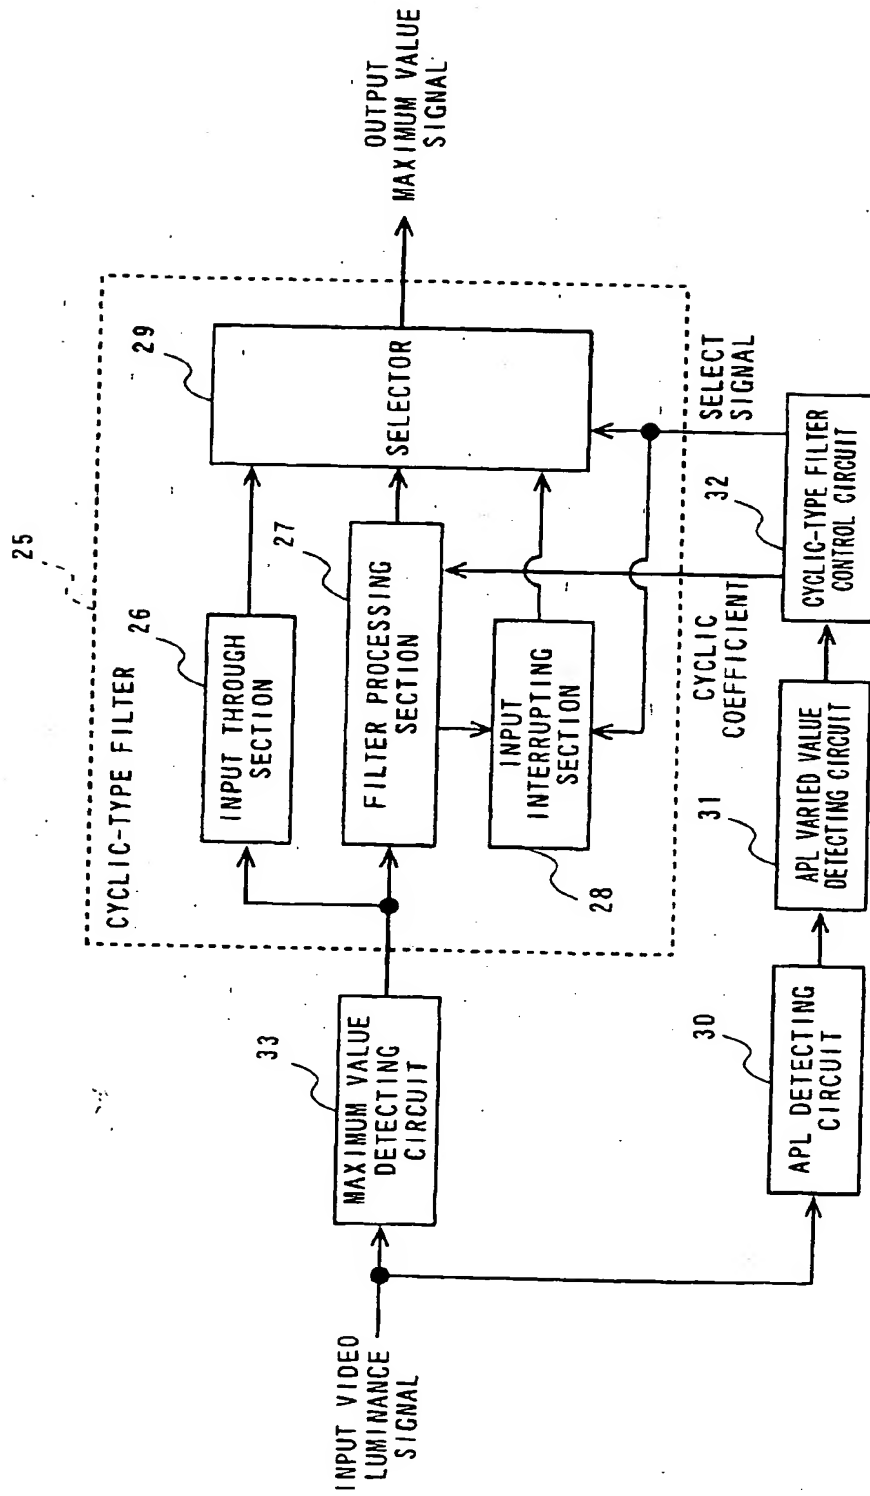 25
CYCLIC-TYPE FILTER
26
INPUT THROUGH
SECTION
27
FILTER PROCESSING
SECTION
INPUT
INTERRUPTING
SECTION
28
29
SELECTOR
OUTPUT
MAXIMUM VALUE
SIGNAL
INPUT VIDEO
LUMINANCE
SIGNAL
33
MAXIMUM VALUE
DETECTING
CIRCUIT
30
APL DETECTING
CIRCUIT
31
APL VARIED VALUE
DETECTING CIRCUIT
32
CYCLIC-TYPE FILTER
CONTROL CIRCUIT
CYCLIC
COEFFICIENT
SELECT
SIGNAL